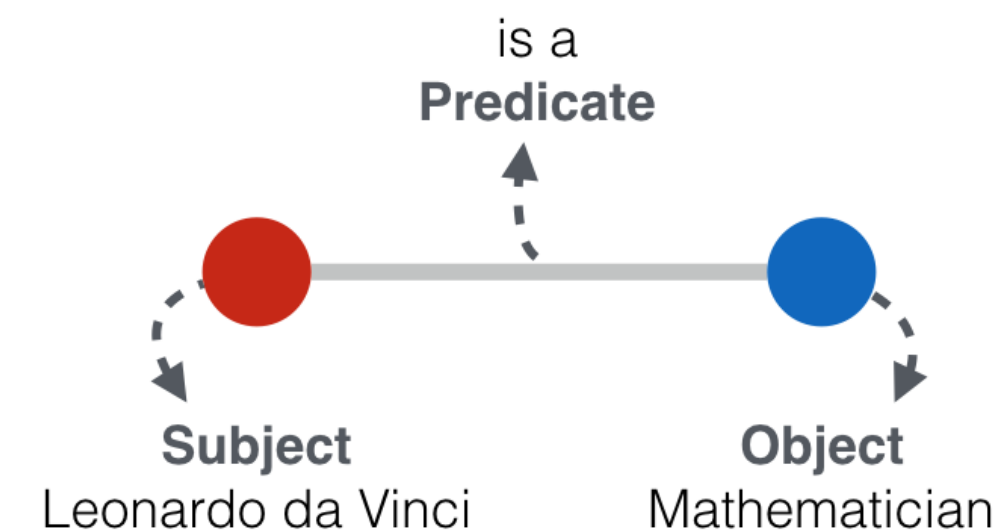 is a
Predicate
Subject
Leonardo da Vinci
Object
Mathematician